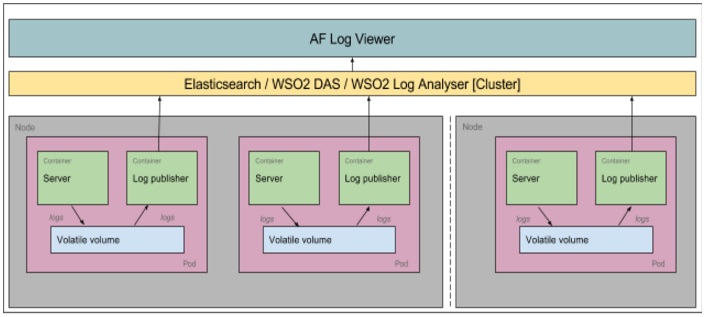 AF Log Viewer
Elasticsearch / WSO2 DAS / WSO2 Log Analyser [Cluster]
Node
Container
Server
Container
Log publisher
logs
logs
Volatile volume
Pod
Container
Server
Container
Log publisher
logs
logs
Volatile volume
Pod
Node
Container
Server
Container
Log publisher
logs
logs
Volatile volume
Pod